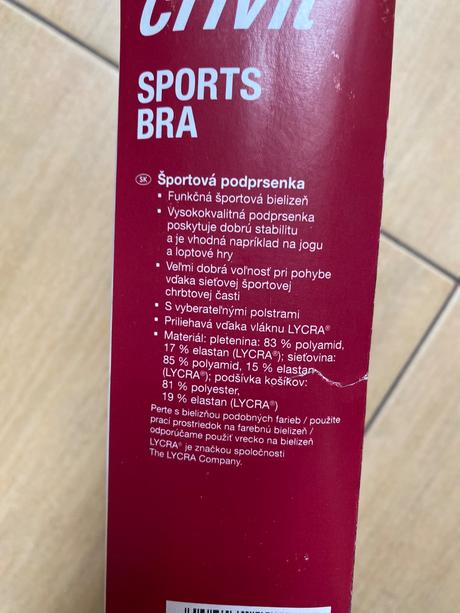 crivit
SPORTS
BRA
SK Športová podprsenka
▪ Funkčná športová bielizeň
▪ Vysokokvalitná podprsenka
poskytuje dobrú stabilitu
a je vhodná napríklad na jogu
a loptové hry
▪ Veľmi dobrá voľnosť pri pohybe
vďaka sieťovej športovej
chrbtovej časti
▪ S vyberateľnými polstrami
▪ Priliehavá vďaka vláknu LYCRA®
▪ Materiál: pletenina: 83 % polyamid,
17 % elastan (LYCRA®); sieťovina:
85 % polyamid, 15 % elastan
(LYCRA®); podšívka košíkov:
81 % polyester,
19 % elastan (LYCRA®)
Perte s bielizňou podobných farieb / použite
prací prostriedok na farebnú bielizeň /
odporúčame použiť vrecko na bielizeň
LYCRA® je značkou spoločnosti
The LYCRA Company.